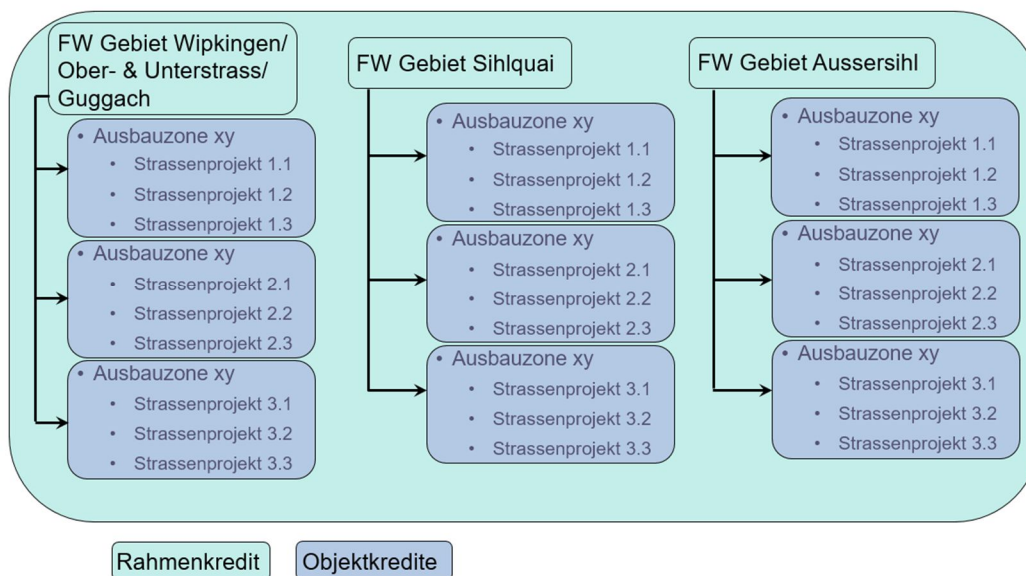 FW Gebiet Wipkingen/
Ober- & Unterstrass/
Guggach
• Ausbauzone xy
• Strassenprojekt 1.1
• Strassenprojekt 1.2
• Strassenprojekt 1.3
• Ausbauzone xy
• Strassenprojekt 2.1
• Strassenprojekt 2.2
• Strassenprojekt 2.3
• Ausbauzone xy
• Strassenprojekt 3.1
• Strassenprojekt 3.2
• Strassenprojekt 3.3
FW Gebiet Sihlquai
• Ausbauzone xy
• Strassenprojekt 1.1
• Strassenprojekt 1.2
• Strassenprojekt 1.3
• Ausbauzone xy
• Strassenprojekt 2.1
• Strassenprojekt 2.2
• Strassenprojekt 2.3
• Ausbauzone xy
• Strassenprojekt 3.1
• Strassenprojekt 3.2
• Strassenprojekt 3.3
FW Gebiet Aussersihl
• Ausbauzone xy
• Strassenprojekt 1.1
• Strassenprojekt 1.2
• Strassenprojekt 1.3
• Ausbauzone xy
• Strassenprojekt 2.1
• Strassenprojekt 2.2
• Strassenprojekt 2.3
• Ausbauzone xy
• Strassenprojekt 3.1
• Strassenprojekt 3.2
• Strassenprojekt 3.3
Rahmenkredit
Objektkredite